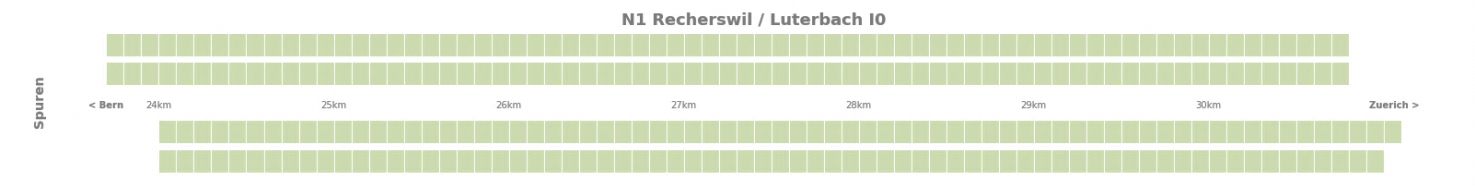 N1 Recherswil / Luterbach I0
Spuren
< Bern 24km 25km 26km 27km 28km 29km 30km Zuerich >